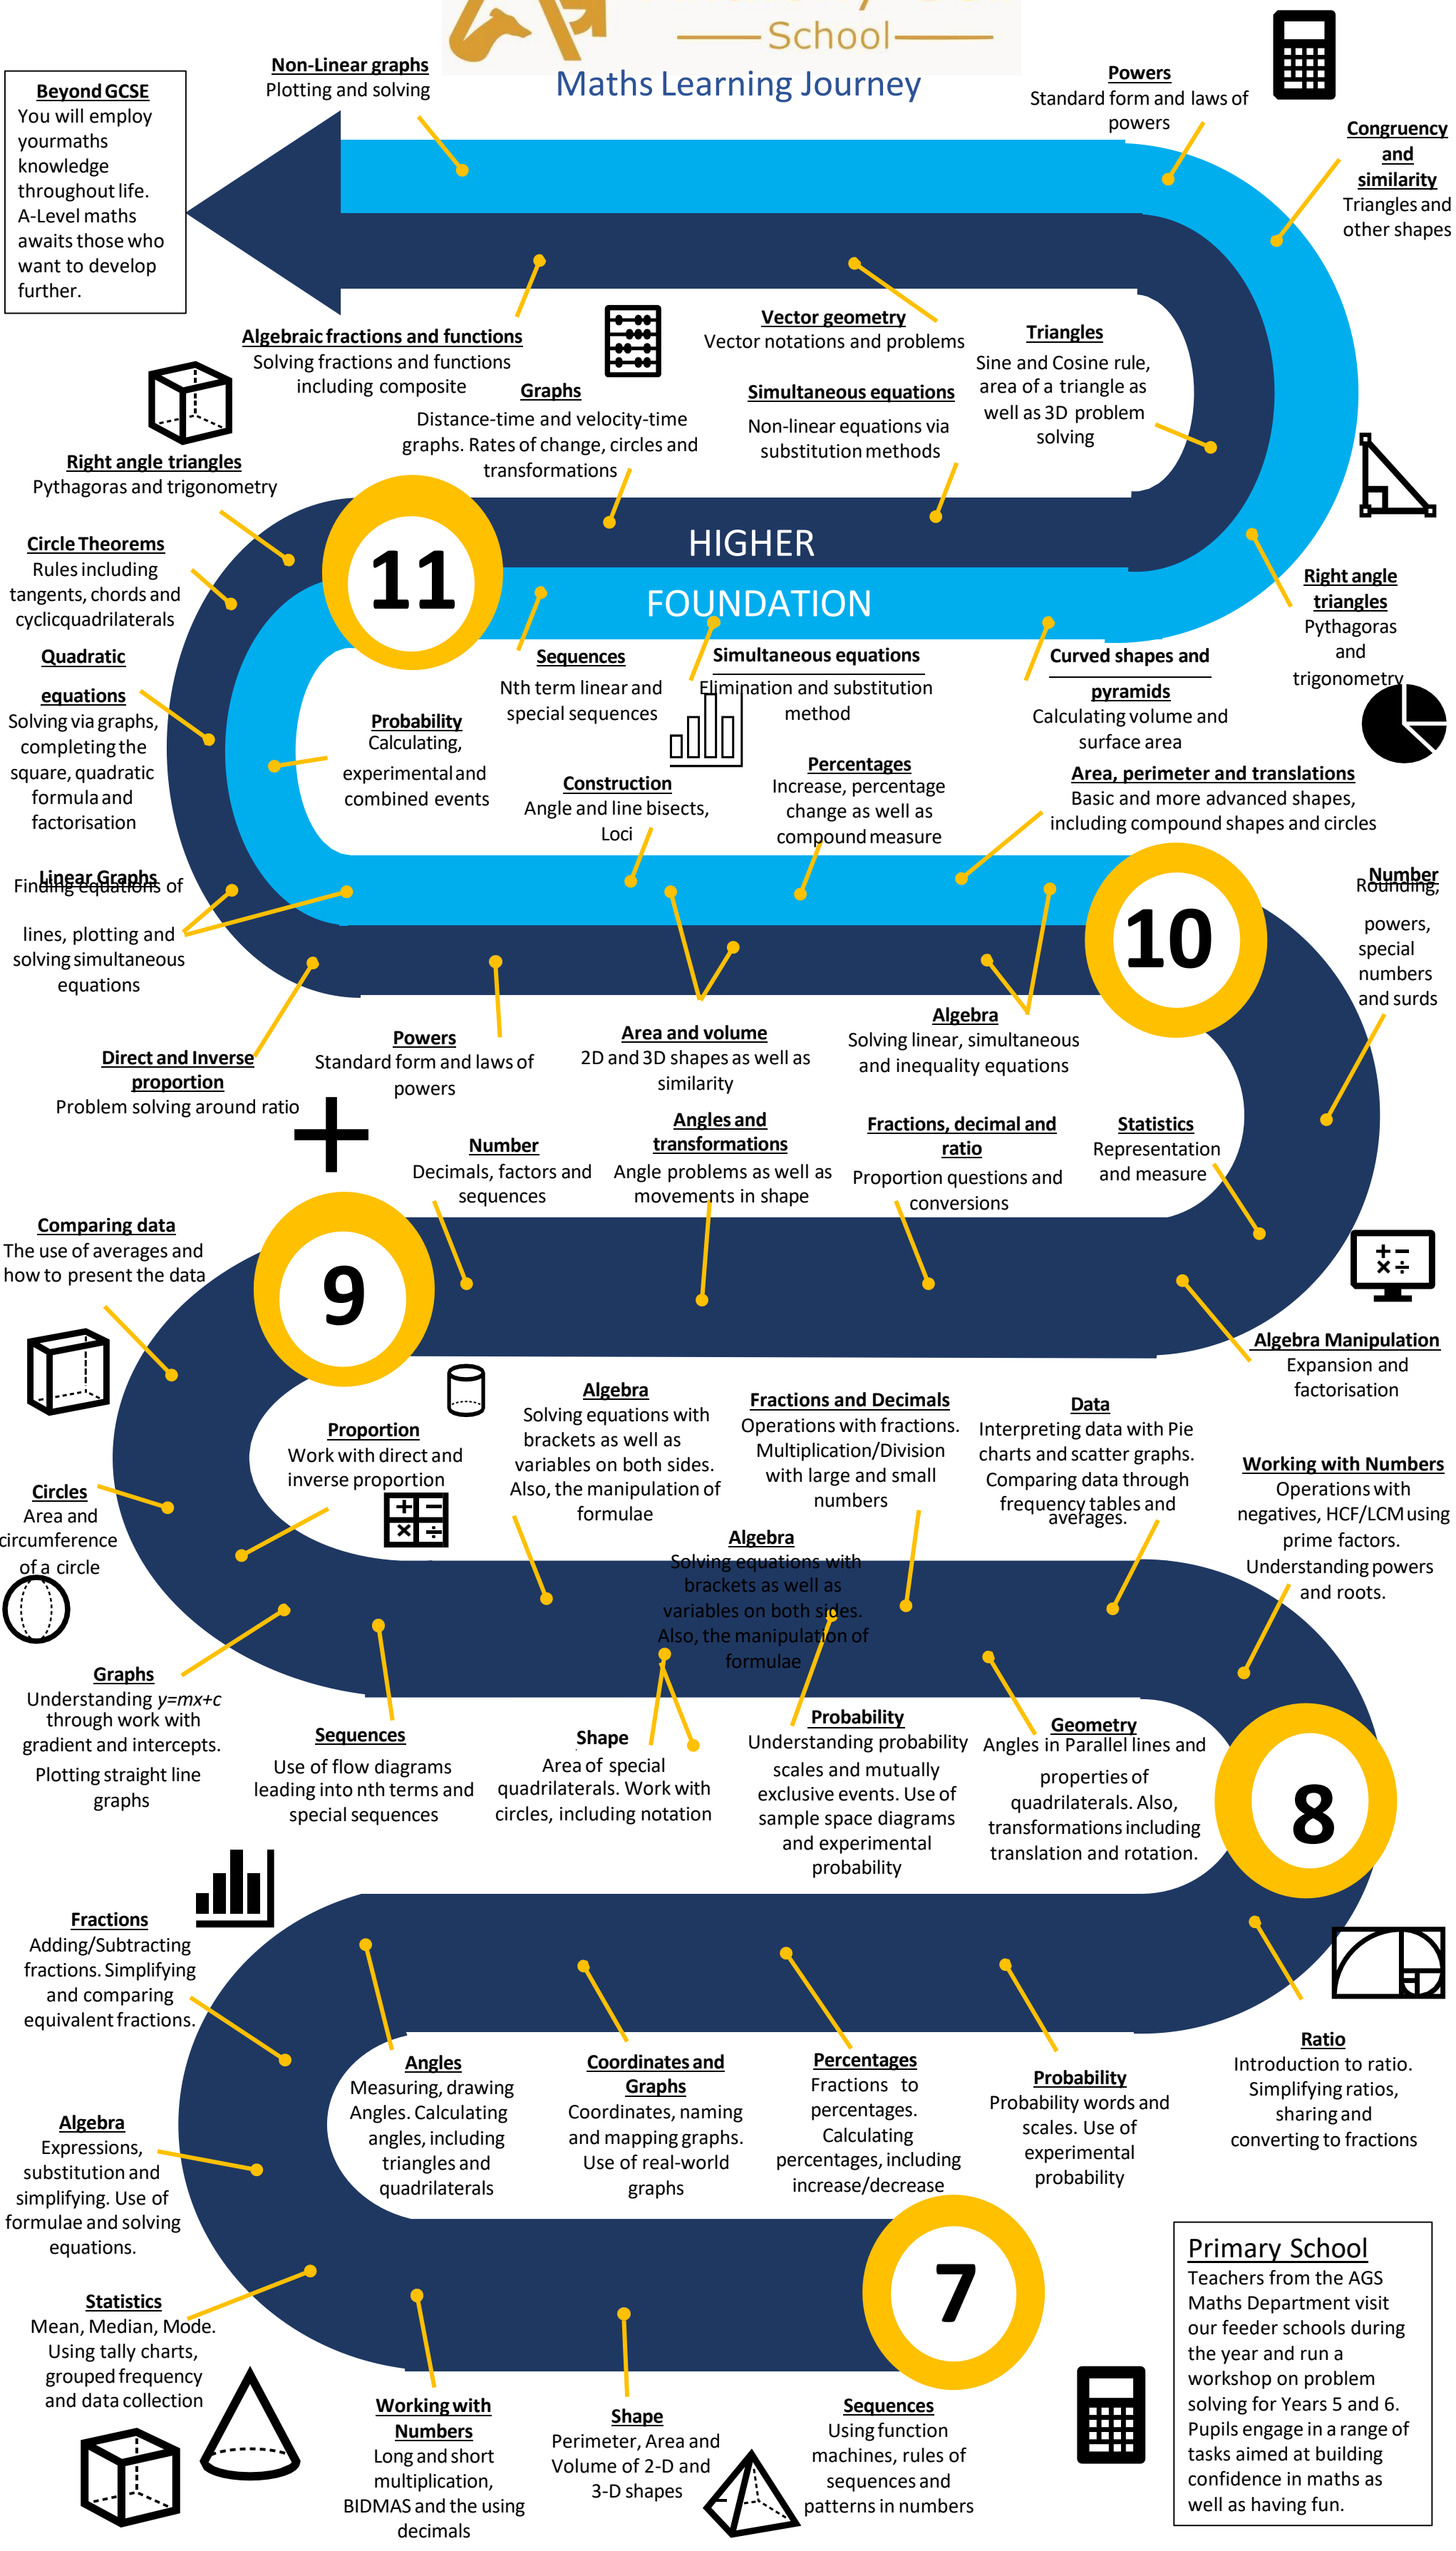 School
Maths Learning Journey
Beyond GCSE
You will employ
yourmaths
knowledge
throughout life.
A-Level maths
awaits those who
want to develop
further.
Non-Linear graphs
Plotting and solving
Powers
Standard form and laws of
powers
Congruency
and
similarity
Triangles and
other shapes
Algebraic fractions and functions
Solving fractions and functions
including composite
Vector geometry
Vector notations and problems
Triangles
Sine and Cosine rule,
area of a triangle as
well as 3D problem
solving
Graphs
Distance-time and velocity-time
graphs. Rates of change, circles and
transformations
Simultaneous equations
Non-linear equations via
substitution methods
Right angle triangles
Pythagoras and trigonometry
Circle Theorems
Rules including
tangents, chords and
cyclicquadrilaterals
11
HIGHER
FOUNDATION
Right angle
triangles
Pythagoras
and
trigonometry
Quadratic
equations
Solving via graphs,
completing the
square, quadratic
formula and
factorisation
Probability
Calculating,
experimental and
combined events
Sequences
Nth term linear and
special sequences
Simultaneous equations
Elimination and substitution
method
Curved shapes and
pyramids
Calculating volume and
surface area
Construction
Angle and line bisects,
Loci
Percentages
Increase, percentage
change as well as
compound measure
Area, perimeter and translations
Basic and more advanced shapes,
including compound shapes and circles
Linear Graphs
Finding equations of
lines, plotting and
solving simultaneous
equations
10
Number
Rounding,
powers,
special
numbers
and surds
Direct and Inverse
proportion
Problem solving around ratio
Powers
Standard form and laws of
powers
Area and volume
2D and 3D shapes as well as
similarity
Algebra
Solving linear, simultaneous
and inequality equations
Number
Decimals, factors and
sequences
Angles and
transformations
Angle problems as well as
movements in shape
Fractions, decimal and
ratio
Proportion questions and
conversions
Statistics
Representation
and measure
Comparing data
The use of averages and
how to present the data
9
Algebra Manipulation
Expansion and
factorisation
Proportion
Work with direct and
inverse proportion
Algebra
Solving equations with
brackets as well as
variables on both sides.
Also, the manipulation of
formulae
Fractions and Decimals
Operations with fractions.
Multiplication/Division
with large and small
numbers
Data
Interpreting data with Pie
charts and scatter graphs.
Comparing data through
frequency tables and
averages.
Working with Numbers
Operations with
negatives, HCF/LCM using
prime factors.
Understanding powers
and roots.
Circles
Area and
circumference
of a circle
Algebra
Solving equations with
brackets as well as
variables on both sides.
Also, the manipulation of
formulae
Graphs
Understanding y=mx+c
through work with
gradient and intercepts.
Plotting straight line
graphs
Sequences
Use of flow diagrams
leading into nth terms and
special sequences
Shape
Area of special
quadrilaterals. Work with
circles, including notation
Probability
Understanding probability
scales and mutually
exclusive events. Use of
sample space diagrams
and experimental
probability
Geometry
Angles in Parallel lines and
properties of
quadrilaterals. Also,
transformations including
translation and rotation.
8
Fractions
Adding/Subtracting
fractions. Simplifying
and comparing
equivalent fractions.
Angles
Measuring, drawing
Angles. Calculating
angles, including
triangles and
quadrilaterals
Coordinates and
Graphs
Coordinates, naming
and mapping graphs.
Use of real-world
graphs
Percentages
Fractions to
percentages.
Calculating
percentages, including
increase/decrease
Probability
Probability words and
scales. Use of
experimental
probability
Ratio
Introduction to ratio.
Simplifying ratios,
sharing and
converting to fractions
Algebra
Expressions,
substitution and
simplifying. Use of
formulae and solving
equations.
7
Statistics
Mean, Median, Mode.
Using tally charts,
grouped frequency
and data collection
Working with
Numbers
Long and short
multiplication,
BIDMAS and the using
decimals
Shape
Perimeter, Area and
Volume of 2-D and
3-D shapes
Sequences
Using function
machines, rules of
sequences and
patterns in numbers
Primary School
Teachers from the AGS
Maths Department visit
our feeder schools during
the year and run a
workshop on problem
solving for Years 5 and 6.
Pupils engage in a range of
tasks aimed at building
confidence in maths as
well as having fun.